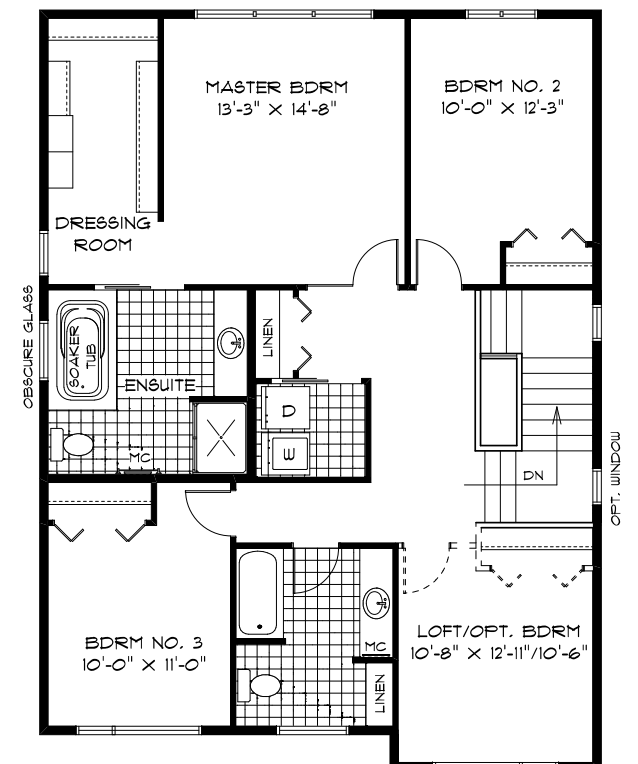 MASTER BDRM
13'-3" X 14'-8"
BDRM NO. 2
10'-0" X 12'-3"
DRESSING
ROOM
OBSCURE GLASS
SOAKER
TUB
ENSUITE
LINEN
D
W
MC
DN
OPT. WINDOW
BDRM NO. 3
10'-0" X 11'-0"
LOFT/OPT. BDRM
10'-8" X 12'-11"/10'-6"
MC
LINEN